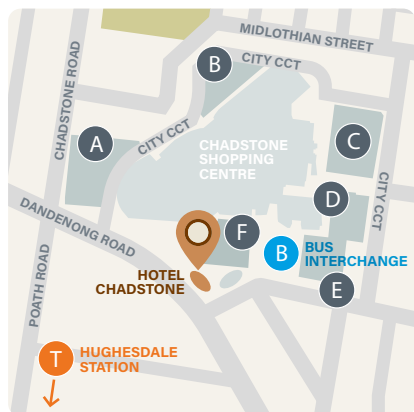 MIDLOTHIAN STREET
B
CITY CCT
CHADSTONE ROAD
A
CITY CCT
CHADSTONE
SHOPPING
CENTRE
C
D
CITY CCT
DANDENONG ROAD
F
B
BUS
INTERCHANGE
HOTEL
CHADSTONE
E
POATH ROAD
T
HUGHESDALE
STATION